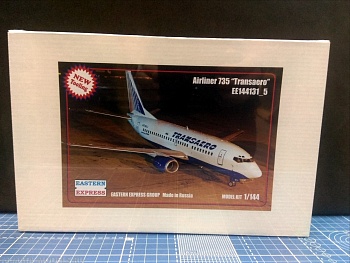 NEW
Tooling
Airliner 735 "Transaero"
EE144131_5
TRANSAERO
EASTERN
EXPRESS
EASTERN EXPRESS GROUP Made in Russia
MODEL KIT 1/144